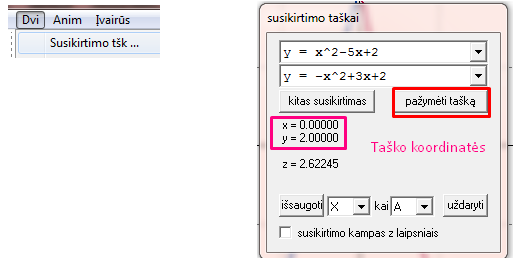 Dvi Anim Įvairūs
Susikirtimo tšk ...
susikirtimo taškai
y = x^2-5x+2
y = -x^2+3x+2
kitas susikirtimas pažymėti tašką
x = 0.00000
y = 2.00000
Taško koordinatės
z = 2.62245
išsaugoti X kai A uždaryti
susikirtimo kampas z laipsniais